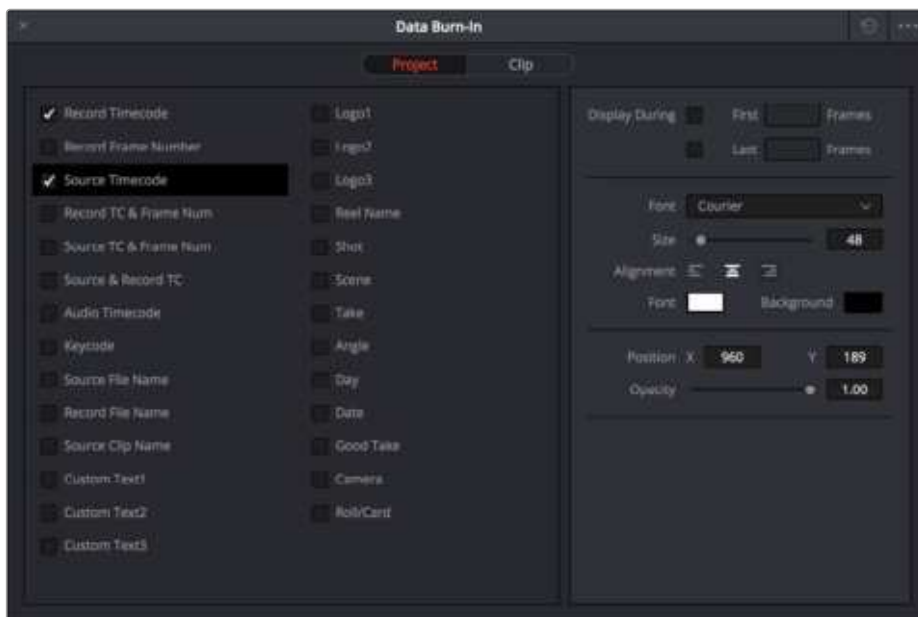 Data Burn-In
Project Clip
Record Timecode
Record Frame Number
Source Timecode
Record TC & Frame Num
Source TC & Frame Num
Source & Record TC
Audio Timecode
Keycode
Source File Name
Record File Name
Source Clip Name
Custom Text1
Custom Text2
Custom Text3
Logo1
Logo2
Logo3
Reel Name
Shot
Scene
Take
Angle
Day
Date
Good Take
Camera
Roll/Card
Display During First Frames
Last Frames
Font Courier
Size 48
Alignment
Font Background
Position X 960 Y 189
Opacity 1.00